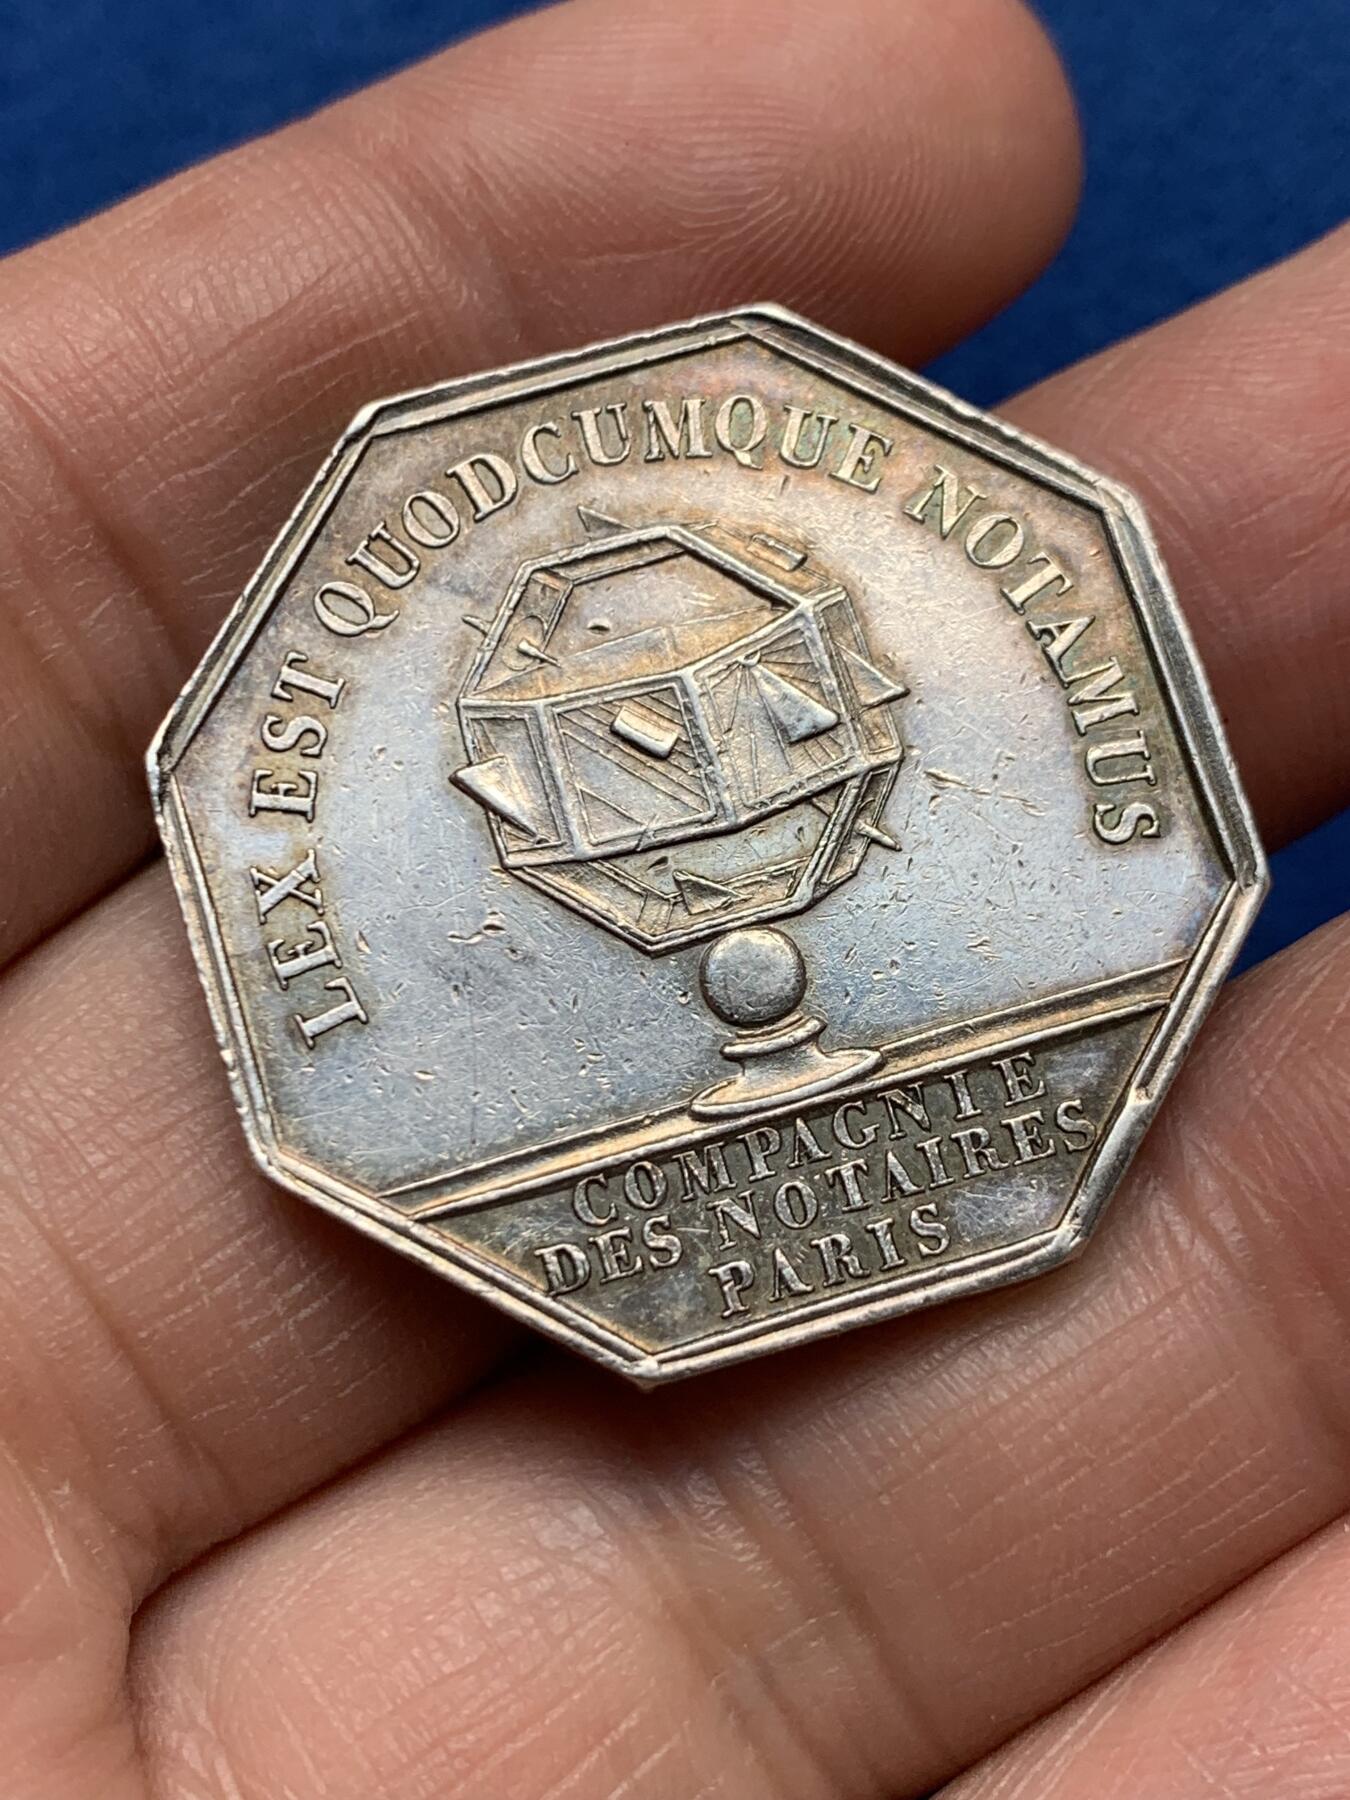 LEX EST QUODCUMQUE NOTAMUS
COMPAGNIE
DES NOTAIRES
PARIS